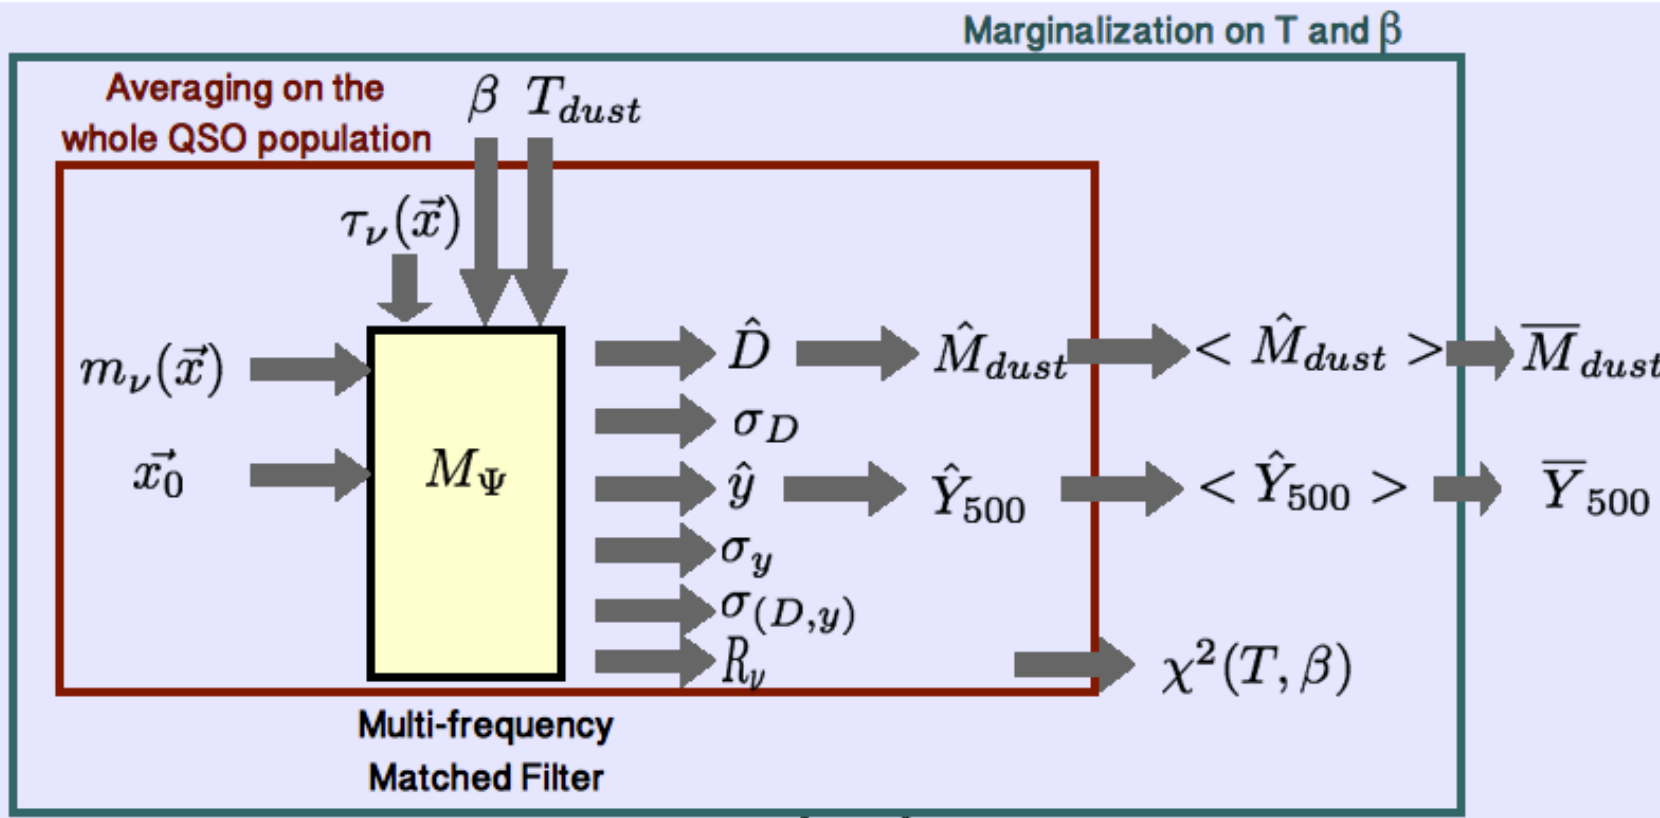 Marginalization on T and β
Averaging on the
whole QSO population
β T_dust
τ_ν(x⃗)
m_ν(x⃗)
x⃗_0
M_Ψ
D̂
M̂_dust
< M̂_dust >
M̅_dust
σ_D
ŷ
Ŷ_500
< Ŷ_500 >
Y̅_500
σ_y
σ_(D,y)
R_ν
χ²(T, β)
Multi-frequency
Matched Filter